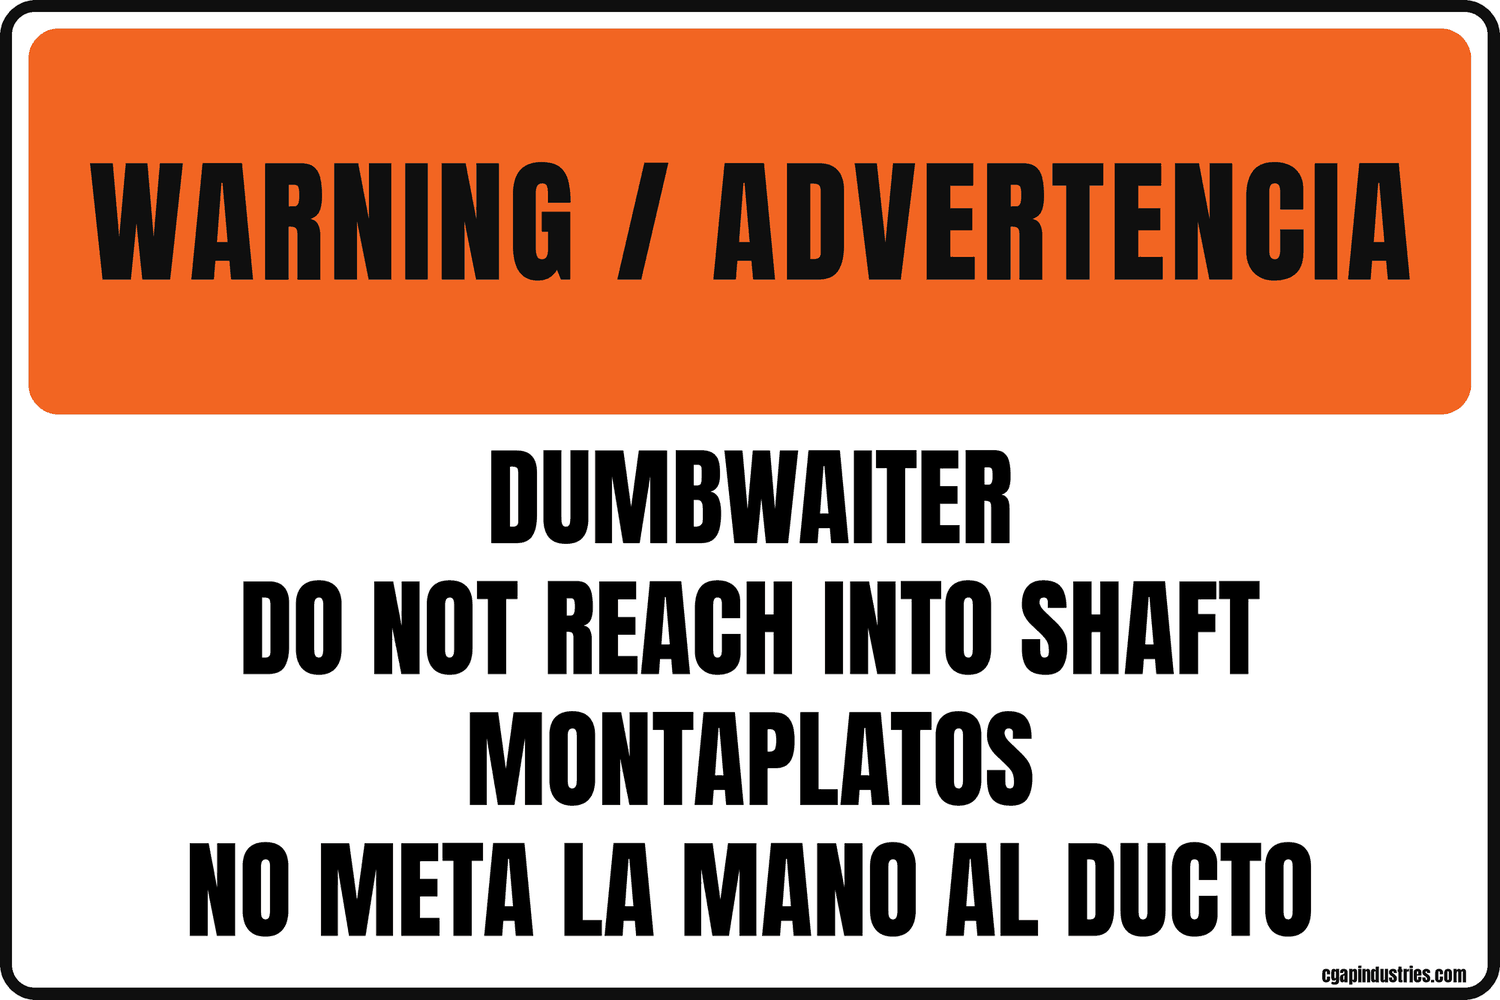 WARNING / ADVERTENCIA
DUMBWAITER
DO NOT REACH INTO SHAFT
MONTAPLATOS
NO META LA MANO AL DUCTO
cgapindustries.com